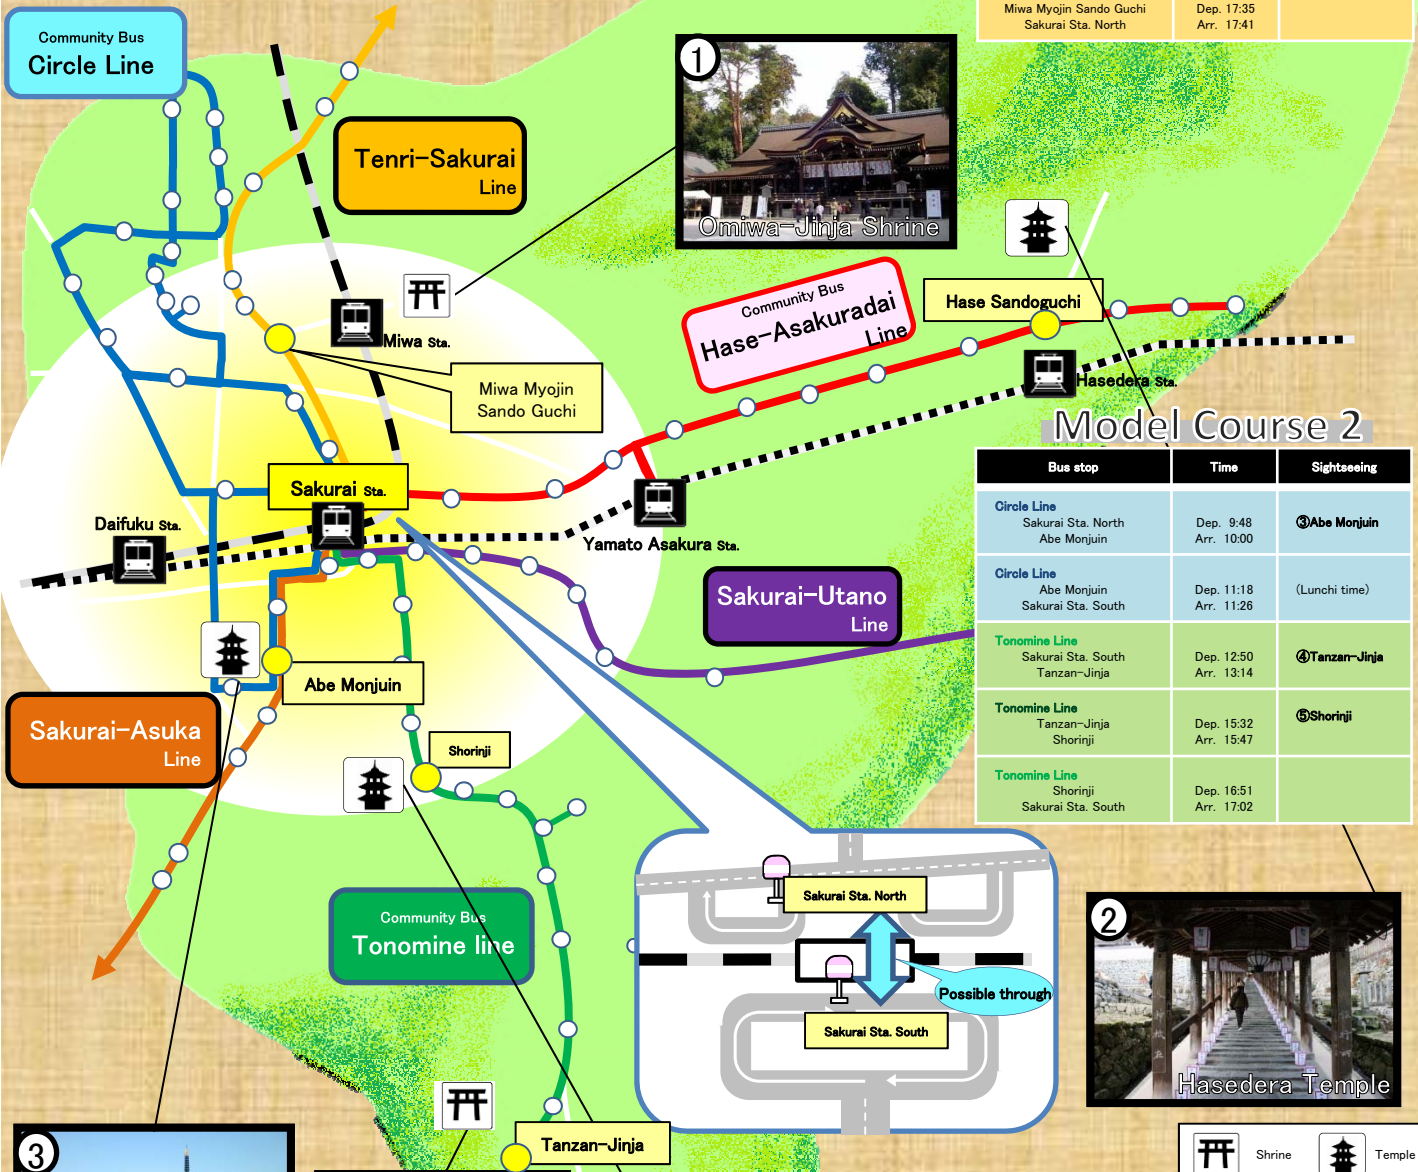 Miwa Myojin Sando Guchi Dep. 17:35
Sakurai Sta. North Arr. 17:41
Community Bus
Circle Line
Tenri-Sakurai
Line
①
Omiwa-Jinja Shrine
Community Bus
Hase-Asakuradai
Line
Hase Sandoguchi
Miwa Sta.
Miwa Myojin
Sando Guchi
Hasedera Sta.
Sakurai Sta.
Daifuku Sta.
Yamato Asakura Sta.
Sakurai-Utano
Line
Abe Monjuin
Sakurai-Asuka
Line
Shorinji
Community Bus
Tonomine line
Tanzan-Jinja
Model Course 2
Bus stop Time Sightseeing
Circle Line
Sakurai Sta. North Dep. 9:48 ③Abe Monjuin
Abe Monjuin Arr. 10:00
Circle Line
Abe Monjuin Dep. 11:18 (Lunchi time)
Sakurai Sta. South Arr. 11:26
Tonomine Line
Sakurai Sta. South Dep. 12:50 ④Tanzan-Jinja
Tanzan-Jinja Arr. 13:14
Tonomine Line
Tanzan-Jinja Dep. 15:32 ⑤Shorinji
Shorinji Arr. 15:47
Tonomine Line
Shorinji Dep. 16:51
Sakurai Sta. South Arr. 17:02
Sakurai Sta. North
Possible through
Sakurai Sta. South
②
Hasedera Temple
③
Shrine Temple